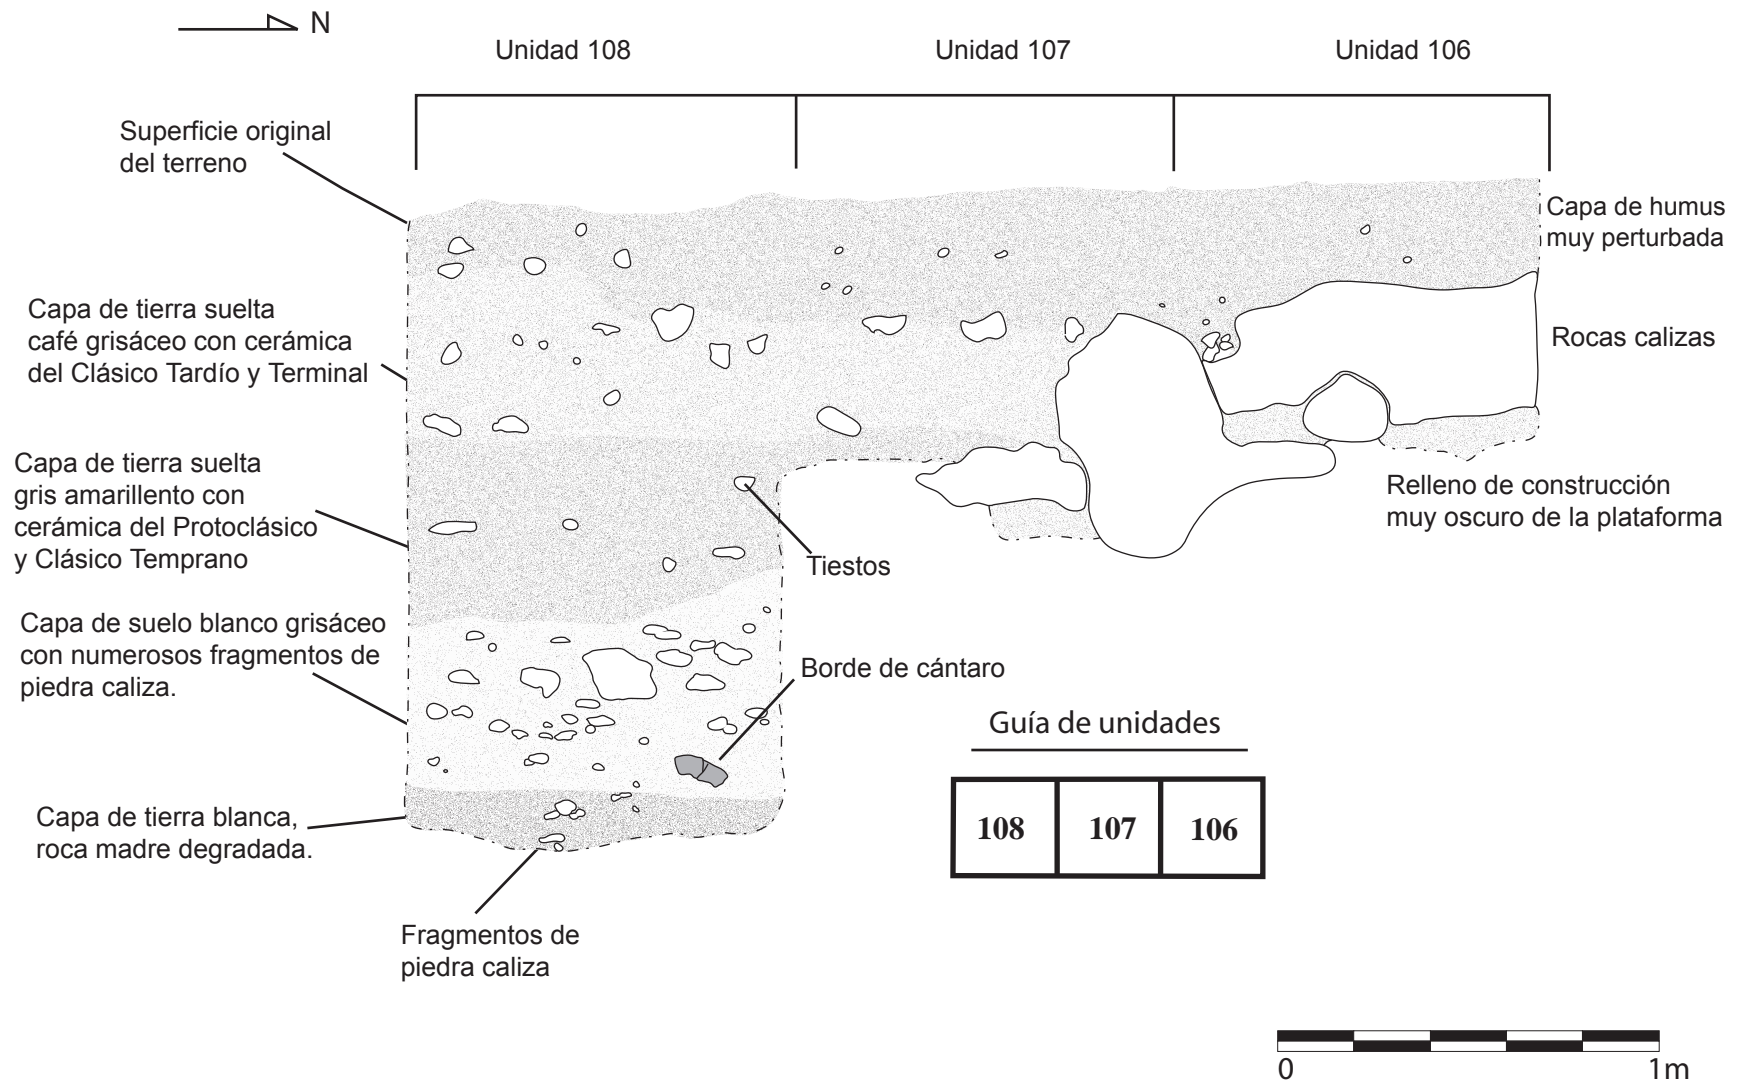 N
Unidad 108
Unidad 107
Unidad 106
Superficie original
del terreno
Capa de humus
muy perturbada
Capa de tierra suelta
café grisáceo con cerámica
del Clásico Tardío y Terminal
Rocas calizas
Capa de tierra suelta
gris amarillento con
cerámica del Protoclásico
y Clásico Temprano
Relleno de construcción
muy oscuro de la plataforma
Tiestos
Capa de suelo blanco grisáceo
con numerosos fragmentos de
piedra caliza.
Borde de cántaro
Guía de unidades
108 107 106
Capa de tierra blanca,
roca madre degradada.
Fragmentos de
piedra caliza
0 1m